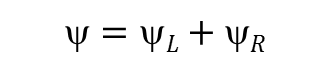 ψ = ψ_L + ψ_R